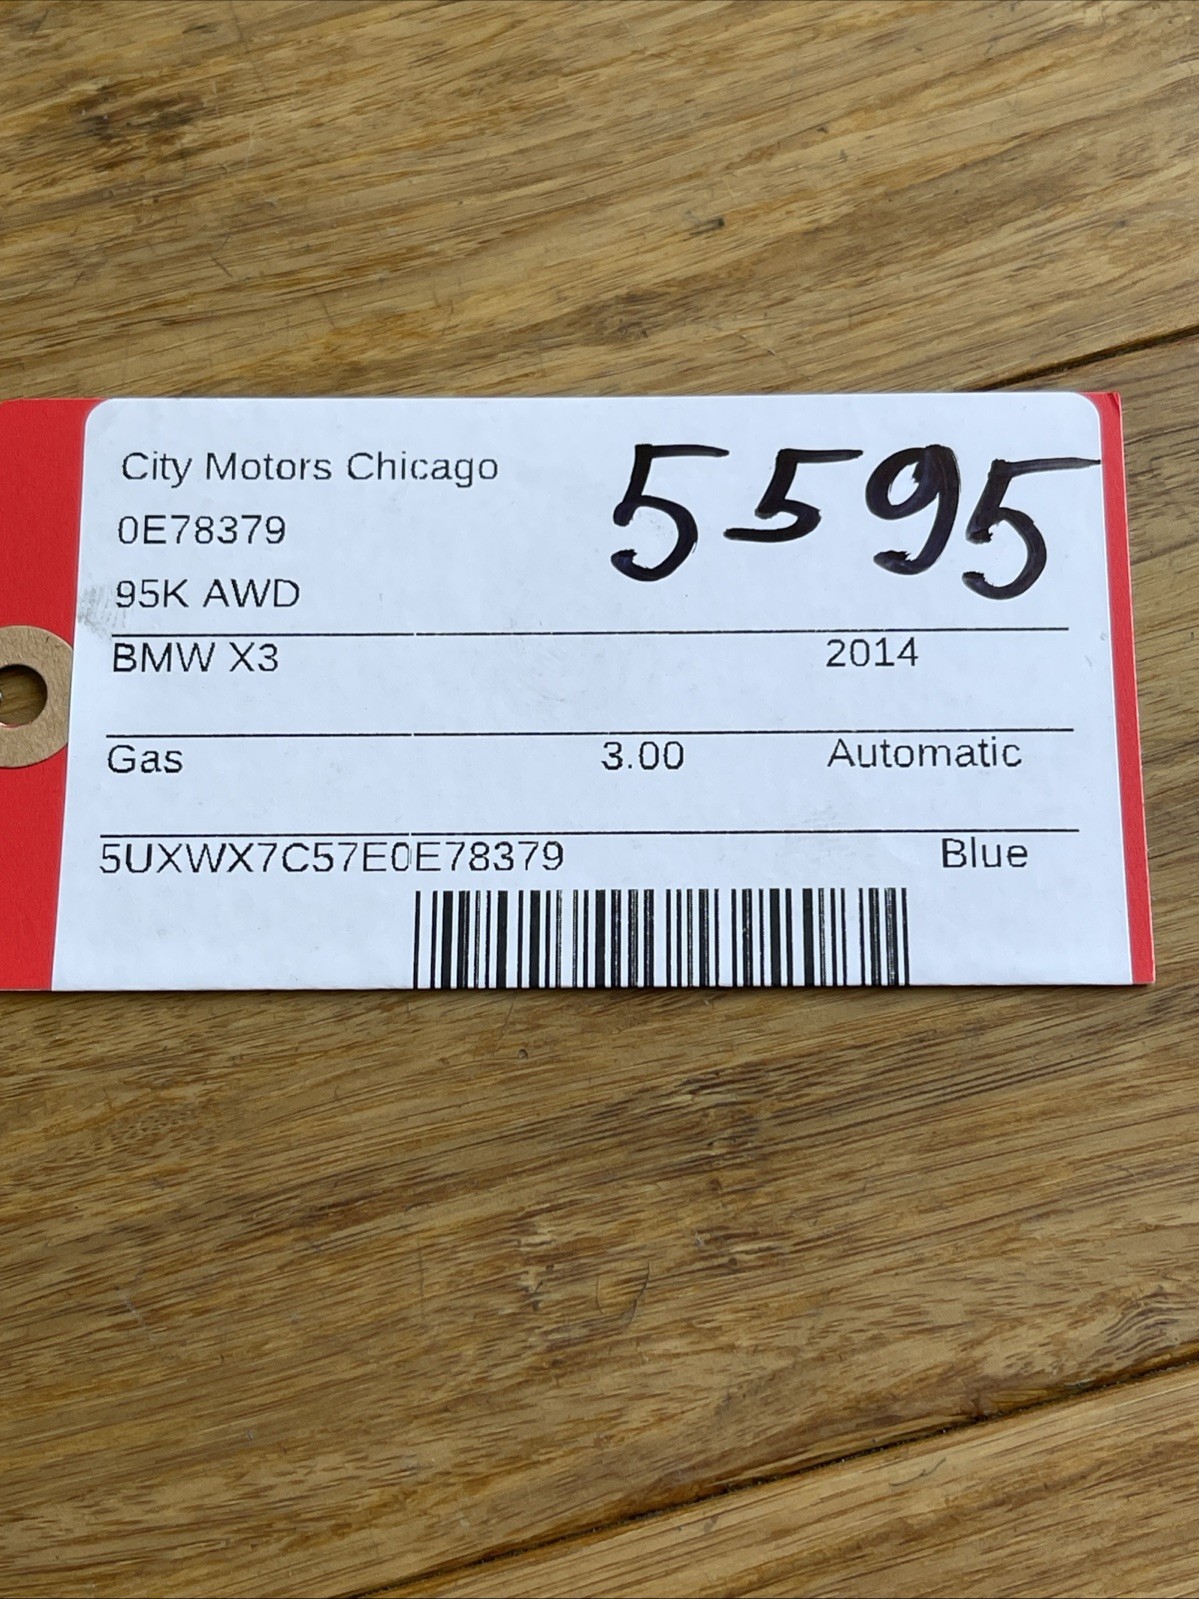 City Motors Chicago
5595
0E78379
95K AWD
BMW X3 2014
Gas 3.00 Automatic
5UXWX7C57E0E78379 Blue